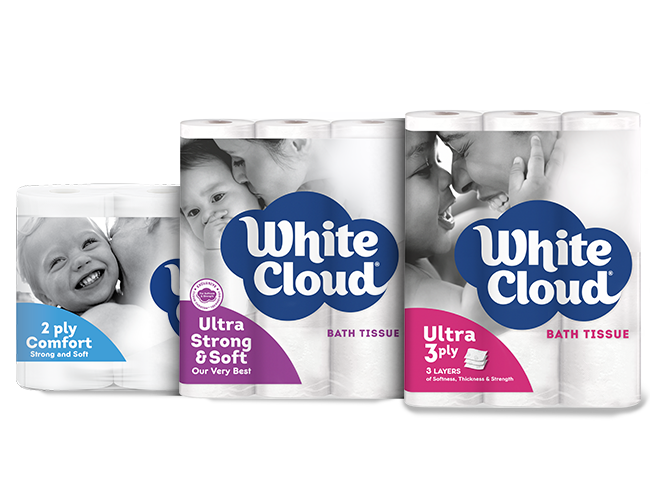 2 ply
Comfort
Strong and Soft
White
Cloud®
BATH TISSUE
Ultra
Strong
& Soft
Our Very Best
White
Cloud®
BATH TISSUE
Ultra
3ply
3 LAYERS
of Softness, Thickness & Strength